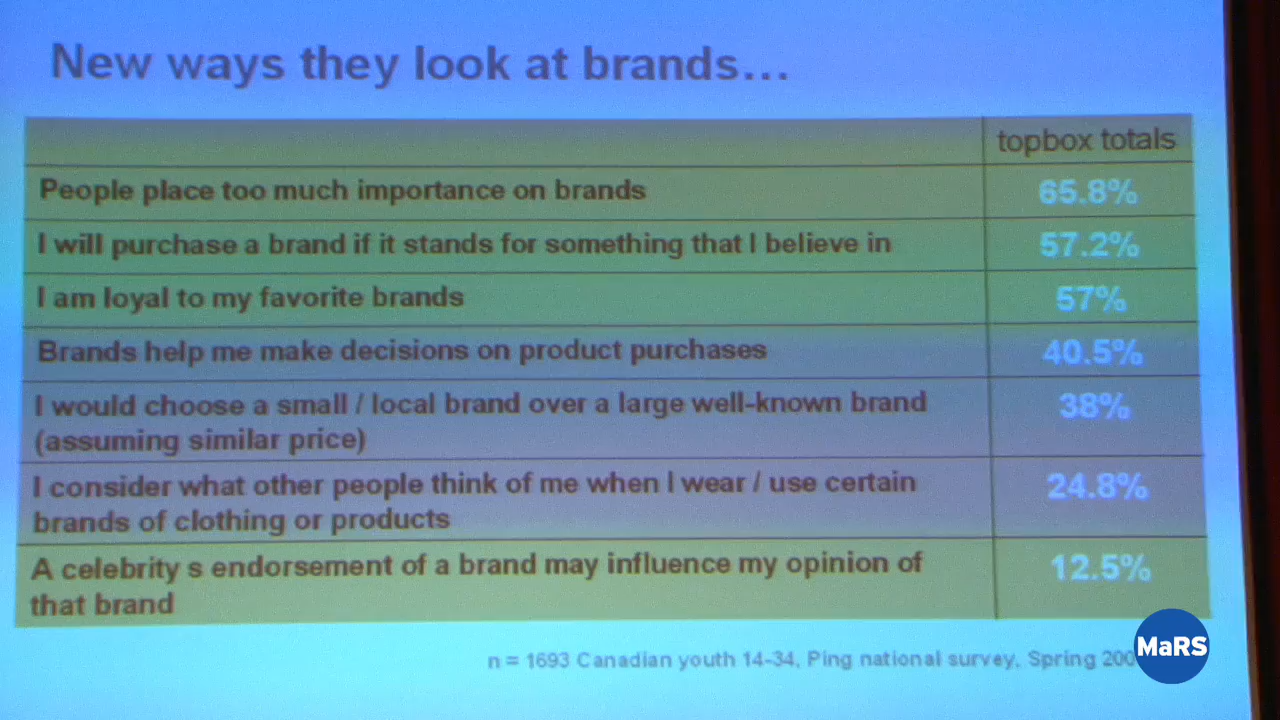 New ways they look at brands...
topbox totals
People place too much importance on brands 65.8%
I will purchase a brand if it stands for something that I believe in 57.2%
I am loyal to my favorite brands 57%
Brands help me make decisions on product purchases 40.5%
I would choose a small / local brand over a large well-known brand 38%
(assuming similar price)
I consider what other people think of me when I wear / use certain 24.8%
brands of clothing or products
A celebrity s endorsement of a brand may influence my opinion of 12.5%
that brand
n = 1693 Canadian youth 14-34, Ping national survey, Spring
MaRS